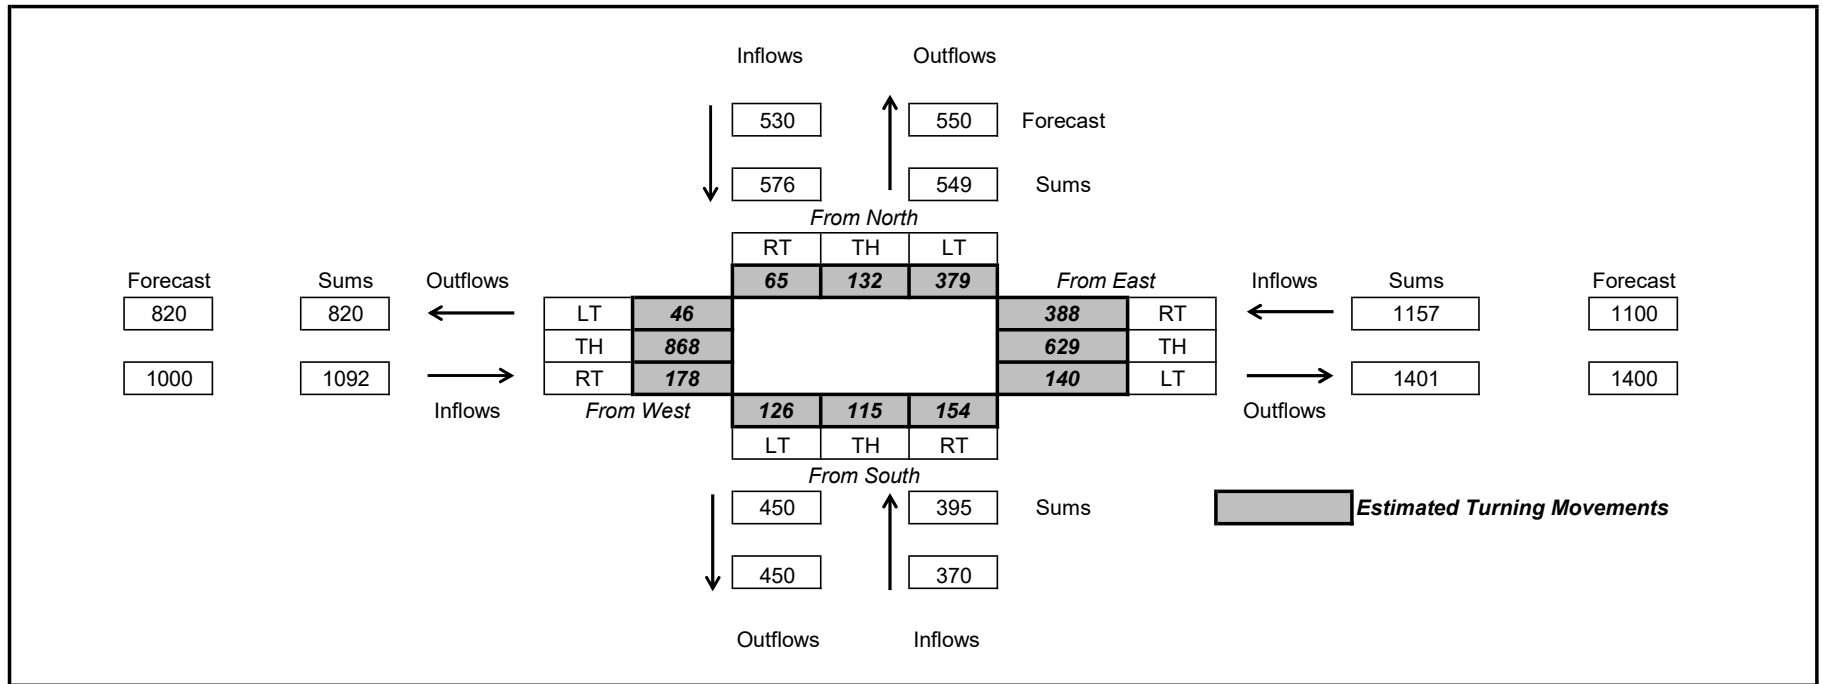 Inflows Outflows
530 550 Forecast
576 549 Sums
From North
RT TH LT
Forecast Sums Outflows 65 132 379 From East Inflows Sums Forecast
820 820 LT 46 388 RT 1157 1100
TH 868 629 TH
1000 1092 RT 178 140 LT 1401 1400
Inflows From West 126 115 154 Outflows
LT TH RT
From South
450 395 Sums Estimated Turning Movements
450 370
Outflows Inflows